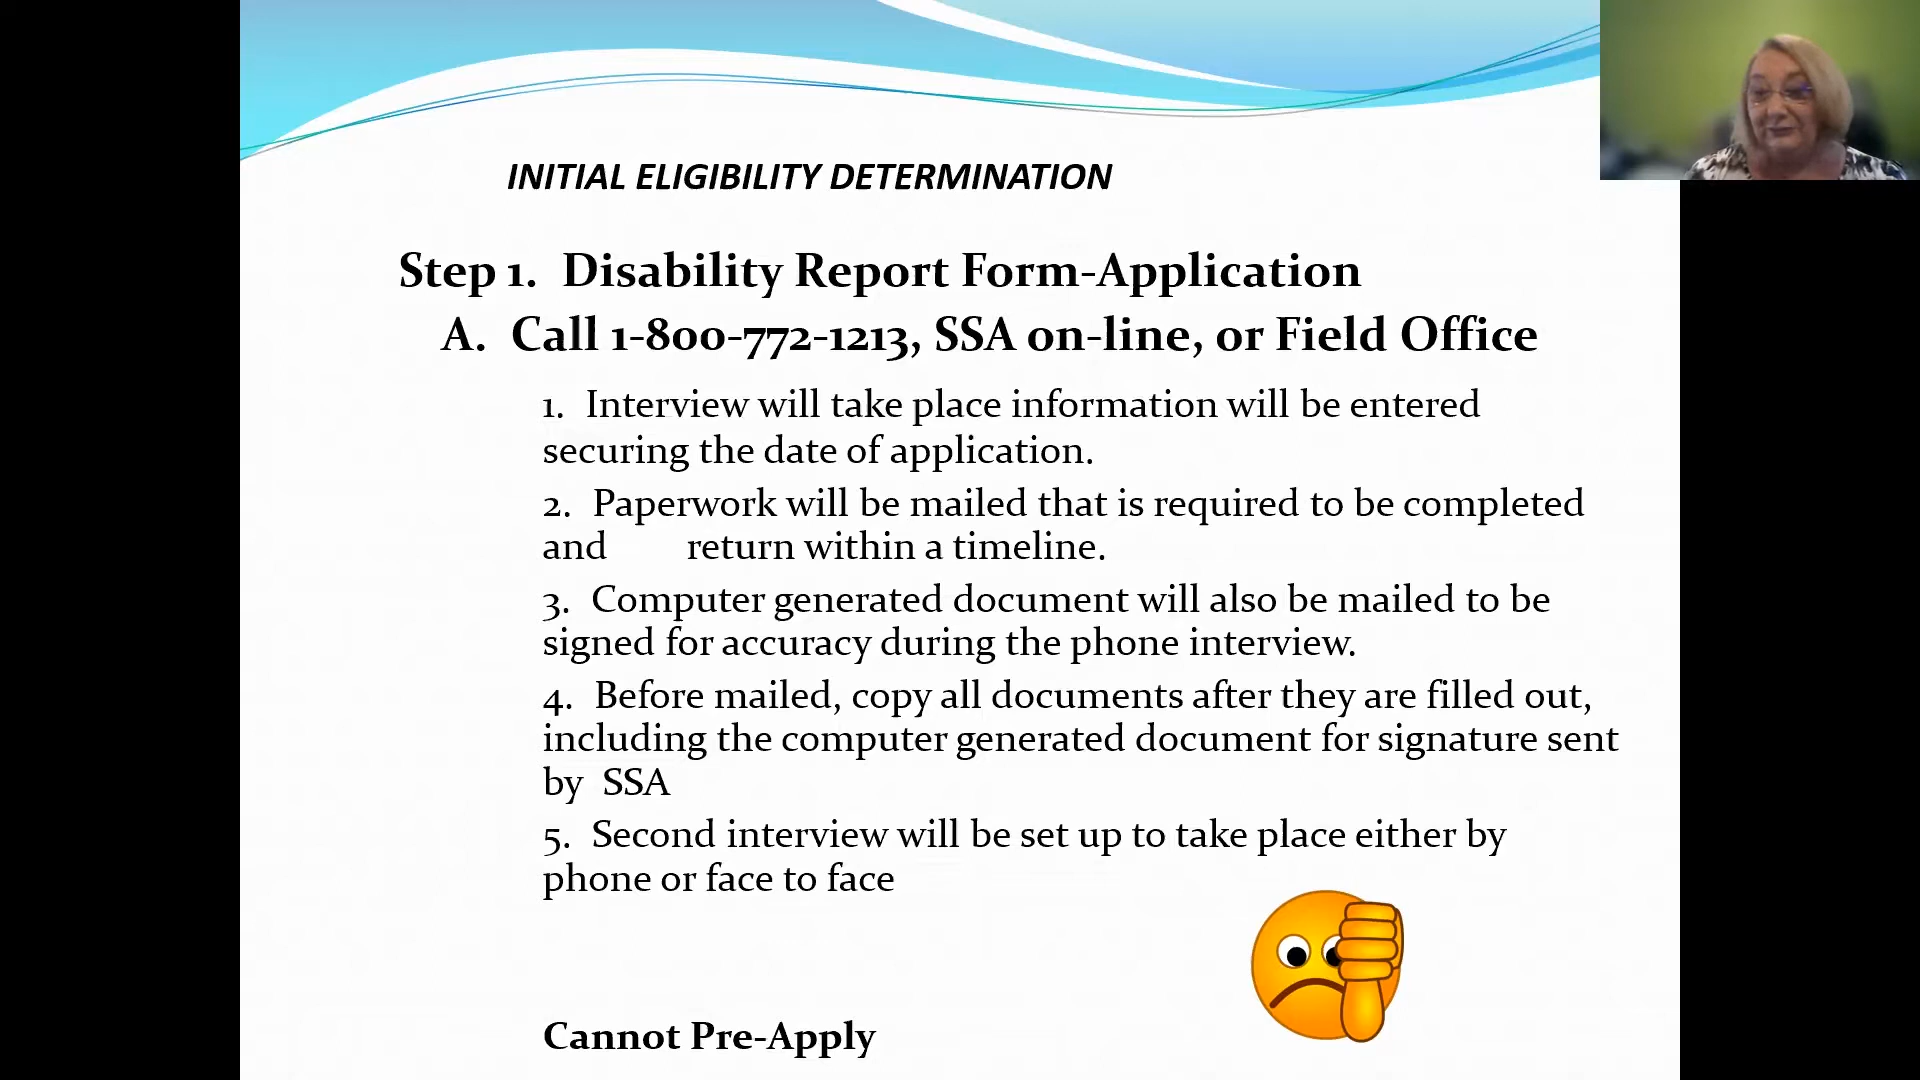 INITIAL ELIGIBILITY DETERMINATION
Step 1. Disability Report Form-Application
A. Call 1-800-772-1213, SSA on-line, or Field Office
1. Interview will take place information will be entered
securing the date of application.
2. Paperwork will be mailed that is required to be completed
and return within a timeline.
3. Computer generated document will also be mailed to be
signed for accuracy during the phone interview.
4. Before mailed, copy all documents after they are filled out,
including the computer generated document for signature sent
by SSA
5. Second interview will be set up to take place either by
phone or face to face
Cannot Pre-Apply